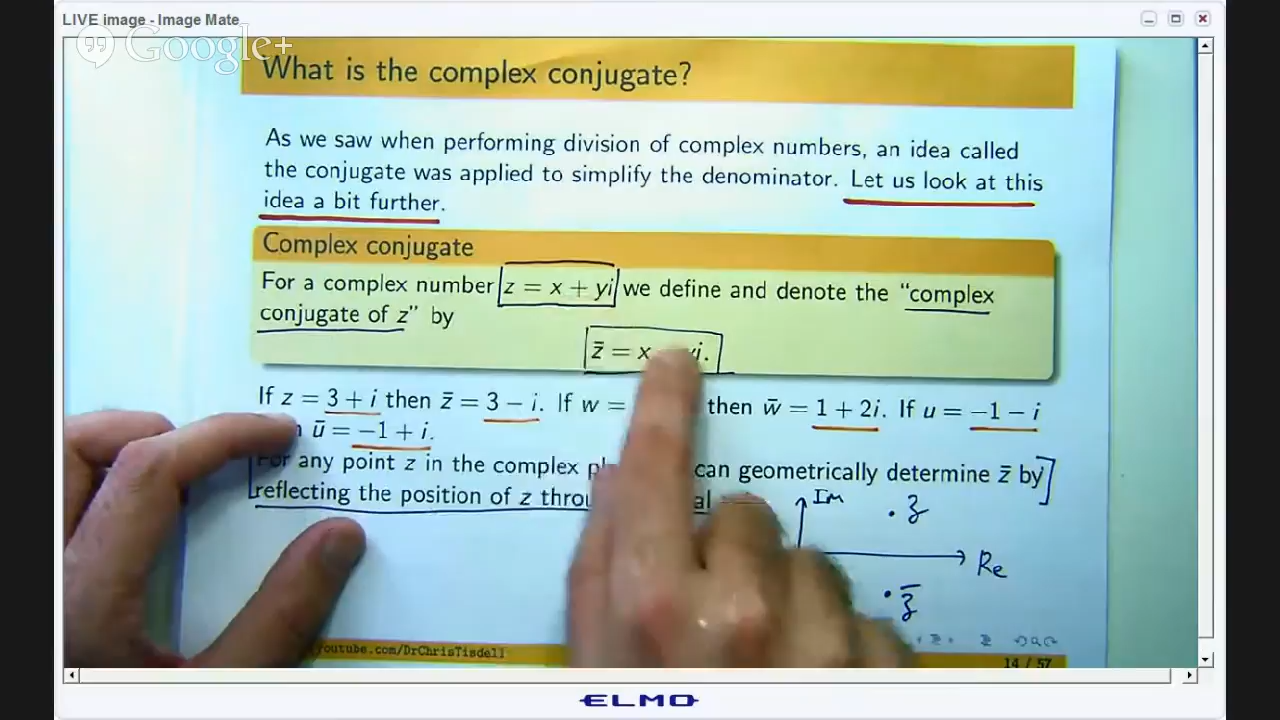 LIVE image - Image Mate
Google+
What is the complex conjugate?
As we saw when performing division of complex numbers, an idea called
the conjugate was applied to simplify the denominator. Let us look at this
idea a bit further.
Complex conjugate
For a complex number z = x + yi we define and denote the “complex
conjugate of z” by
z̄ = x yi.
If z = 3 + i then z̄ = 3 − i. If w = then w̄ = 1 + 2i. If u = −1 − i
ū = −1 + i.
For any point z in the complex can geometrically determine z̄ by
reflecting the position of z
Im
z
Re
z̄
youtube.com/DrChrisTisdell
14 / 57
ELMO